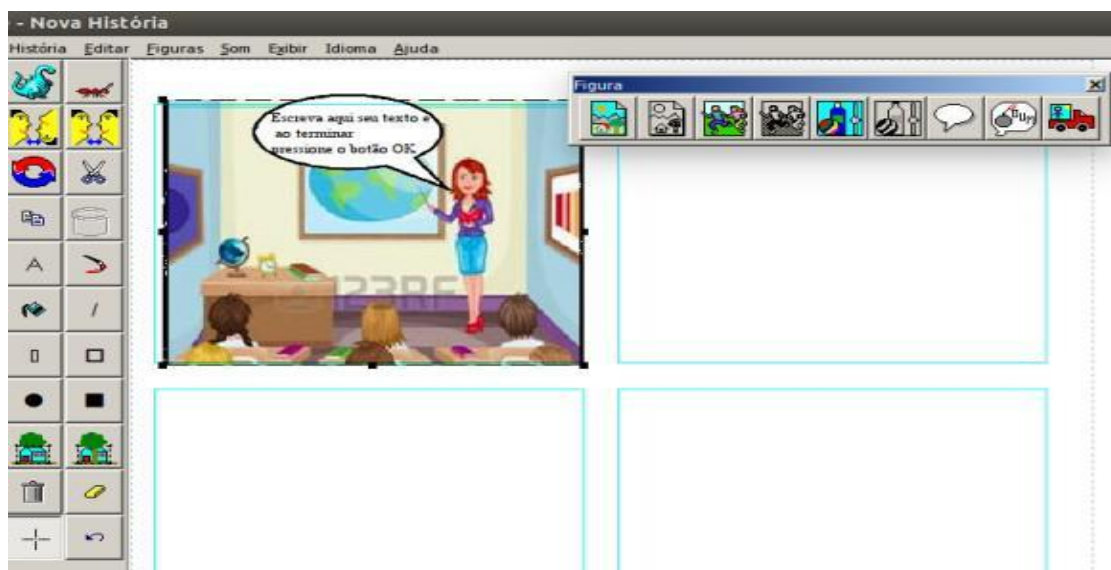 - Nova História
História Editar Figuras Som Exibir Idioma Ajuda
Figura
BUM
Escreva aqui seu texto e
ao terminar
pressione o botão OK
A
123RF